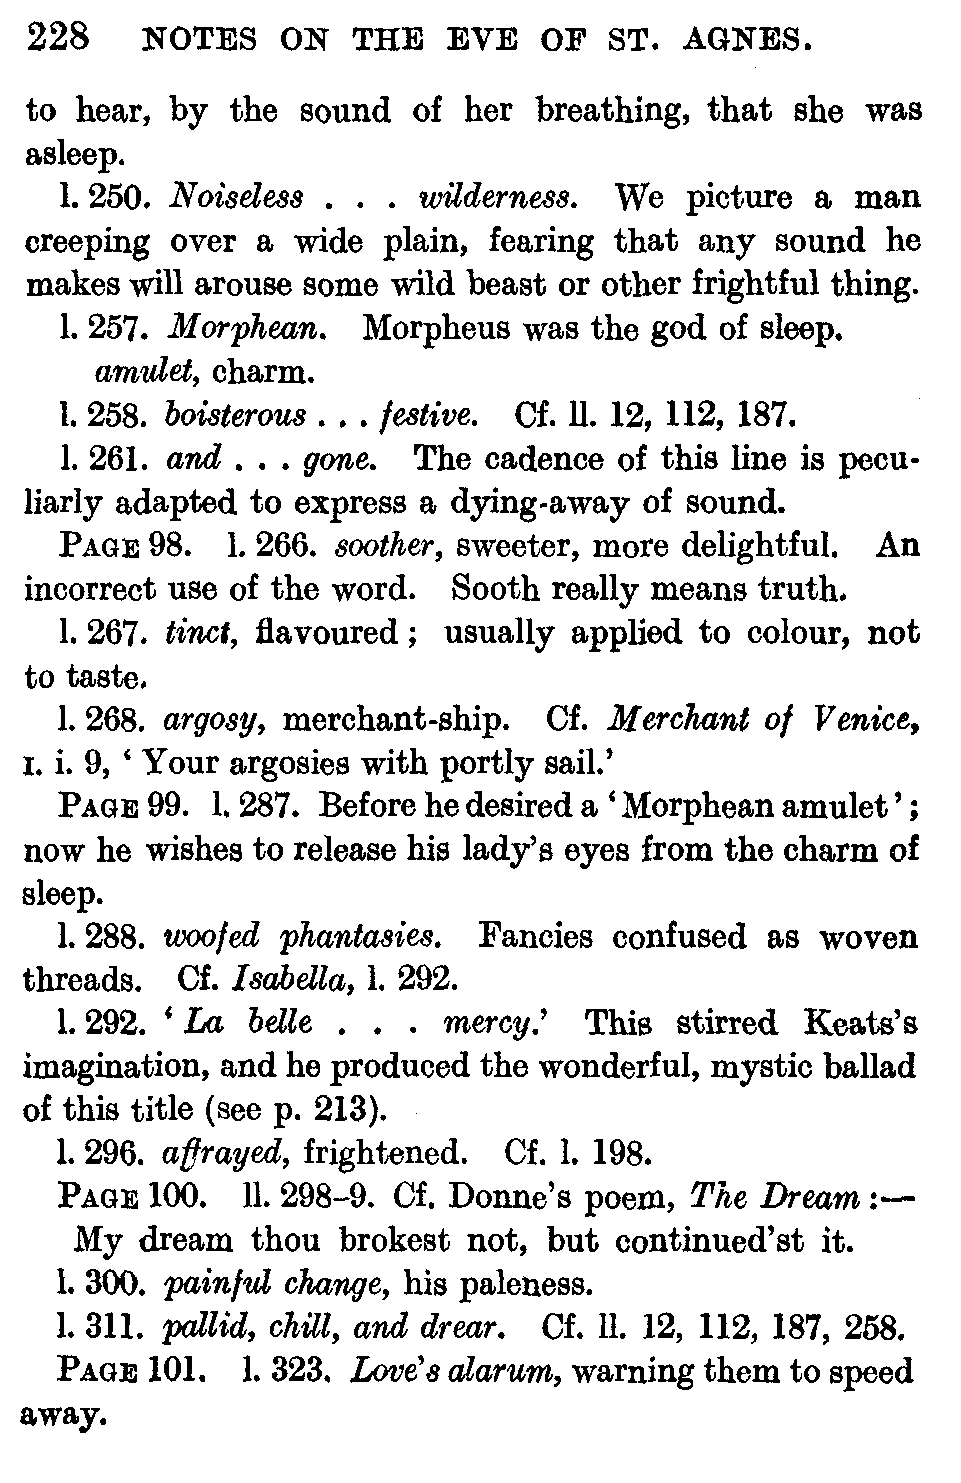 228 NOTES ON THE EVE OF ST. AGNES.
to hear, by the sound of her breathing, that she was
asleep.
l. 250. Noiseless . . . wilderness. We picture a man
creeping over a wide plain, fearing that any sound he
makes will arouse some wild beast or other frightful thing.
l. 257. Morphean. Morpheus was the god of sleep.
amulet, charm.
l. 258. boisterous . . . festive. Cf. ll. 12, 112, 187.
l. 261. and . . . gone. The cadence of this line is pecu-
liarly adapted to express a dying-away of sound.
PAGE 98. l. 266. soother, sweeter, more delightful. An
incorrect use of the word. Sooth really means truth.
l. 267. tinct, flavoured; usually applied to colour, not
to taste.
l. 268. argosy, merchant-ship. Cf. Merchant of Venice,
I. i. 9, 'Your argosies with portly sail.'
PAGE 99. l. 287. Before he desired a 'Morphean amulet';
now he wishes to release his lady's eyes from the charm of
sleep.
l. 288. woofed phantasies. Fancies confused as woven
threads. Cf. Isabella, l. 292.
l. 292. 'La belle . . . mercy.' This stirred Keats's
imagination, and he produced the wonderful, mystic ballad
of this title (see p. 213).
l. 296. affrayed, frightened. Cf. l. 198.
PAGE 100. ll. 298–9. Cf. Donne's poem, The Dream:—
My dream thou brokest not, but continued'st it.
l. 300. painful change, his paleness.
l. 311. pallid, chill, and drear. Cf. ll. 12, 112, 187, 258.
PAGE 101. l. 323. Love's alarum, warning them to speed
away.